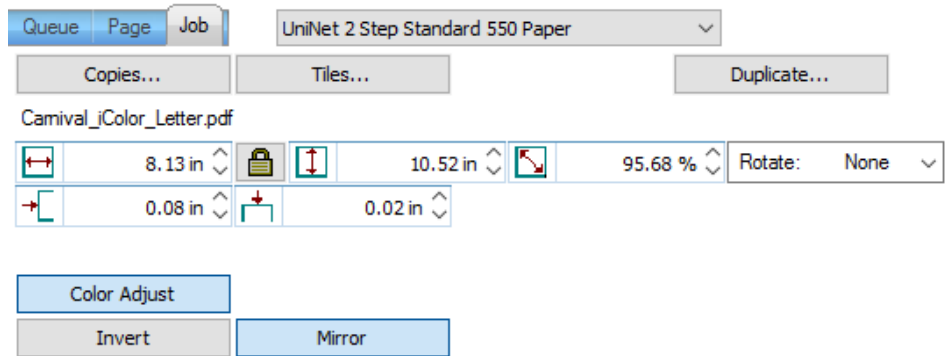 Queue Page Job UniNet 2 Step Standard 550 Paper
Copies... Tiles... Duplicate...
Carnival_iColor_Letter.pdf
8.13 in 10.52 in 95.68 % Rotate: None
0.08 in 0.02 in
Color Adjust
Invert Mirror